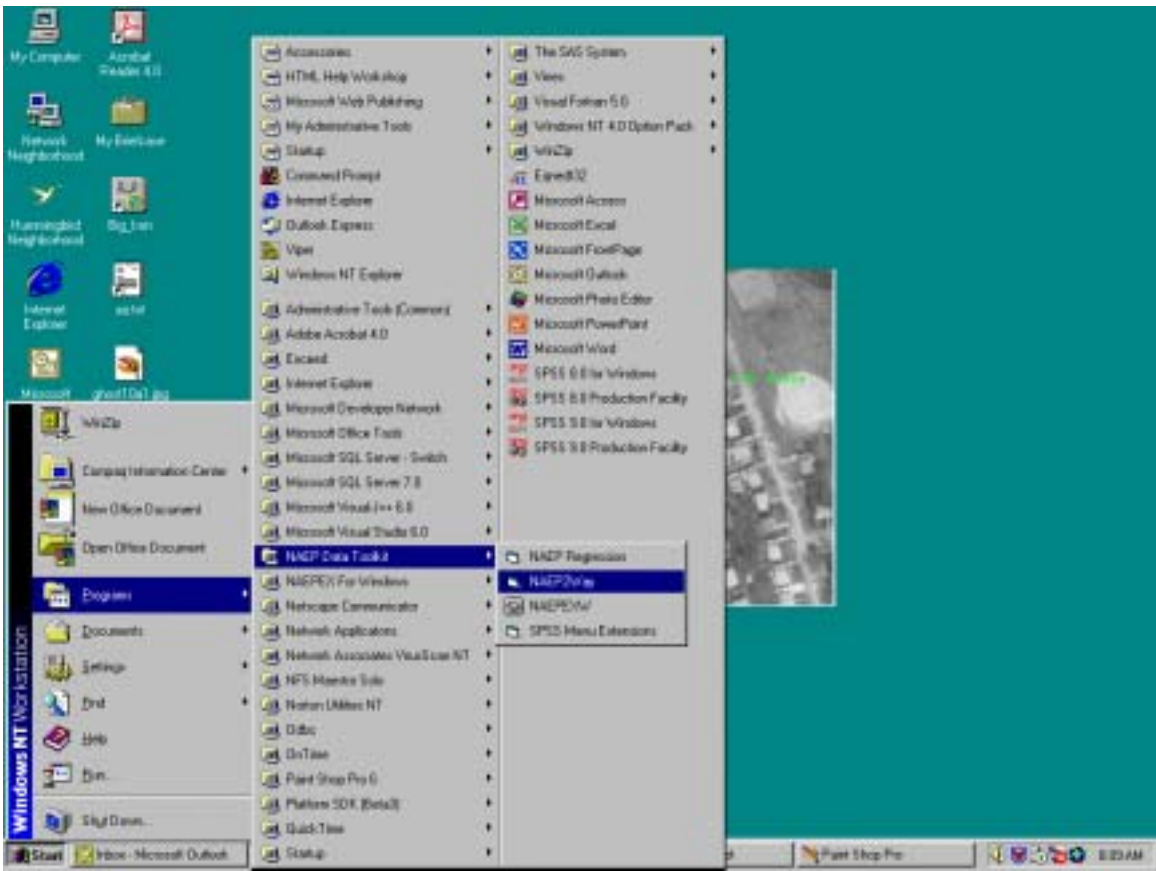 My Computer
Acrobat
Reader 4.0
Network
Neighborhood
My Briefcase
Hummingbird
Neighborhood
Big_tran
Internet
Explorer
Microsoft
ghost10a1.jpg
WinZip
Compaq Information Center
New Office Document
Open Office Document
Programs
Documents
Settings
Find
Help
Run...
Shut Down...
Windows NT Workstation
Accessories
HTML Help Workshop
Microsoft Web Publishing
My Administrative Tools
Startup
Command Prompt
Internet Explorer
Outlook Express
Viper
Windows NT Explorer
Administrative Tools (Common)
Adobe Acrobat 4.0
Exceed
Internet Explorer
Microsoft Developer Network
Microsoft Office Tools
Microsoft SQL Server - Switch
Microsoft SQL Server 7.0
Microsoft Visual J++ 6.0
Microsoft Visual Studio 6.0
NAEP Data Toolkit
NAEPEX For Windows
Netscape Communicator
Network Applications
Network Associates VirusScan NT
NFS Maestro Solo
Norton Utilities NT
Odbc
OnTime
Paint Shop Pro 6
Platform SDK (Beta3)
QuickTime
Startup
The SAS System
Views
Visual Fortran 5.0
Windows NT 4.0 Option Pack
WinZip
Eqnedt32
Microsoft Access
Microsoft Excel
Microsoft FrontPage
Microsoft Outlook
Microsoft Photo Editor
Microsoft PowerPoint
Microsoft Word
SPSS 8.0 for Windows
SPSS 8.0 Production Facility
SPSS 9.0 for Windows
SPSS 9.0 Production Facility
NAEP Regression
NAEP2Way
NAEPEXW
SPSS Menu Extensions
Start
Inbox - Microsoft Outlook
Paint Shop Pro
8:09 AM